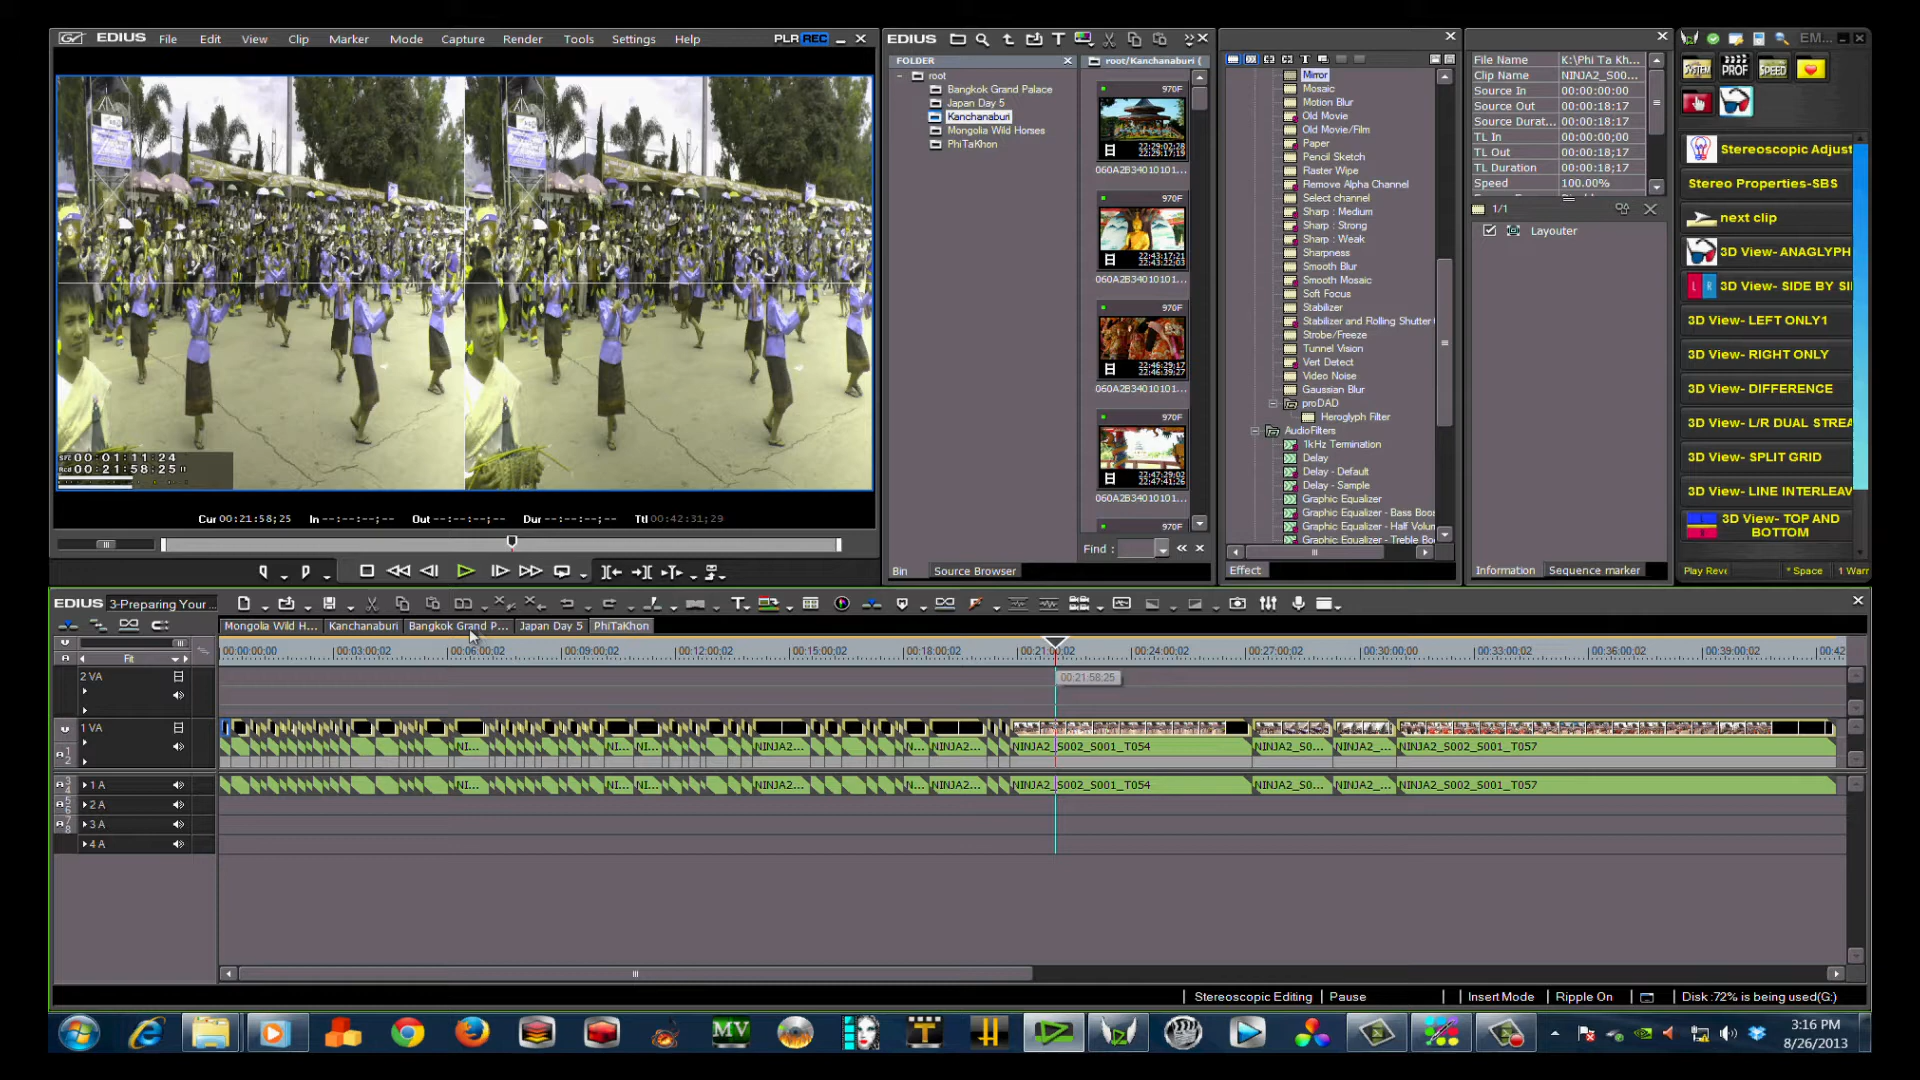 EDIUS File Edit View Clip Marker Mode Capture Render Tools Settings Help PLR REC
00:01:11:24
00:21:58:25
Cur 00:21:58;25 In --:--:--;-- Out --:--:--;-- Dur --:--:--;-- Ttl 00:42:31;29
EDIUS
FOLDER
root
Bangkok Grand Palace
Japan Day 5
Kanchanaburi
Mongolia Wild Horses
PhiTaKhon
root/Kanchanaburi (
970F
22:29:02:28
22:29:17;19
060A2B34010101...
970F
22:43:17;21
22:43:22;03
060A2B34010101...
970F
22:46:29;17
22:46:39;27
060A2B34010101...
970F
22:47:29;02
22:47:41;26
060A2B34010101...
970F
Find :
Bin Source Browser
Mirror
Mosaic
Motion Blur
Old Movie
Old Movie/Film
Paper
Pencil Sketch
Raster Wipe
Remove Alpha Channel
Select channel
Sharp : Medium
Sharp : Strong
Sharp : Weak
Sharpness
Smooth Blur
Smooth Mosaic
Soft Focus
Stabilizer
Stabilizer and Rolling Shutter
Strobe/Freeze
Tunnel Vision
Vert Detect
Video Noise
Gaussian Blur
proDAD
Heroglyph Filter
AudioFilters
1kHz Termination
Delay
Delay - Default
Delay - Sample
Graphic Equalizer
Graphic Equalizer - Bass Boos
Graphic Equalizer - Half Volun
Graphic Equalizer - Treble Bo
Effect
File Name K:\Phi Ta Kh...
Clip Name NINJA2_S00...
Source In 00:00:00:00
Source Out 00:00:18:17
Source Durat... 00:00:18:17
TL In 00:00:00;00
TL Out 00:00:18;17
TL Duration 00:00:18;17
Speed 100.00%
1/1
Layouter
Information Sequence marker
EM...
SYSTEM PROF SPEED
Stereoscopic Adjust
Stereo Properties-SBS
next clip
3D View- ANAGLYPH
L R 3D View- SIDE BY SI
3D View- LEFT ONLY1
3D View- RIGHT ONLY
3D View- DIFFERENCE
3D View- L/R DUAL STREA
3D View- SPLIT GRID
3D View- LINE INTERLEAV
3D View- TOP AND
BOTTOM
Play Reve * Space 1 Warr
EDIUS 3-Preparing Your ...
Mongolia Wild H... Kanchanaburi Bangkok Grand P... Japan Day 5 PhiTaKhon
Fit 00:00:00;00 00:03:00;02 00:06:00;02 00:09:00;02 00:12:00;02 00:15:00;02 00:18:00;02 00:21:00;02 00:24:00;02 00:27:00;02 00:30:00;00 00:33:00;02 00:36:00;02 00:39:00;02 00:42
2 VA
00:21:58:25
1 VA
NI... NI... NI... NINJA2... N... NINJA2... NINJA2_S002_S001_T054 NINJA2_S0... NINJA2_... NINJA2_S002_S001_T057
1 A NI... NI... NI... NINJA2... N... NINJA2... NINJA2_S002_S001_T054 NINJA2_S0... NINJA2_... NINJA2_S002_S001_T057
2 A
3 A
4 A
Stereoscopic Editing Pause Insert Mode Ripple On Disk :72% is being used(G:)
MV
3:16 PM
8/26/2013